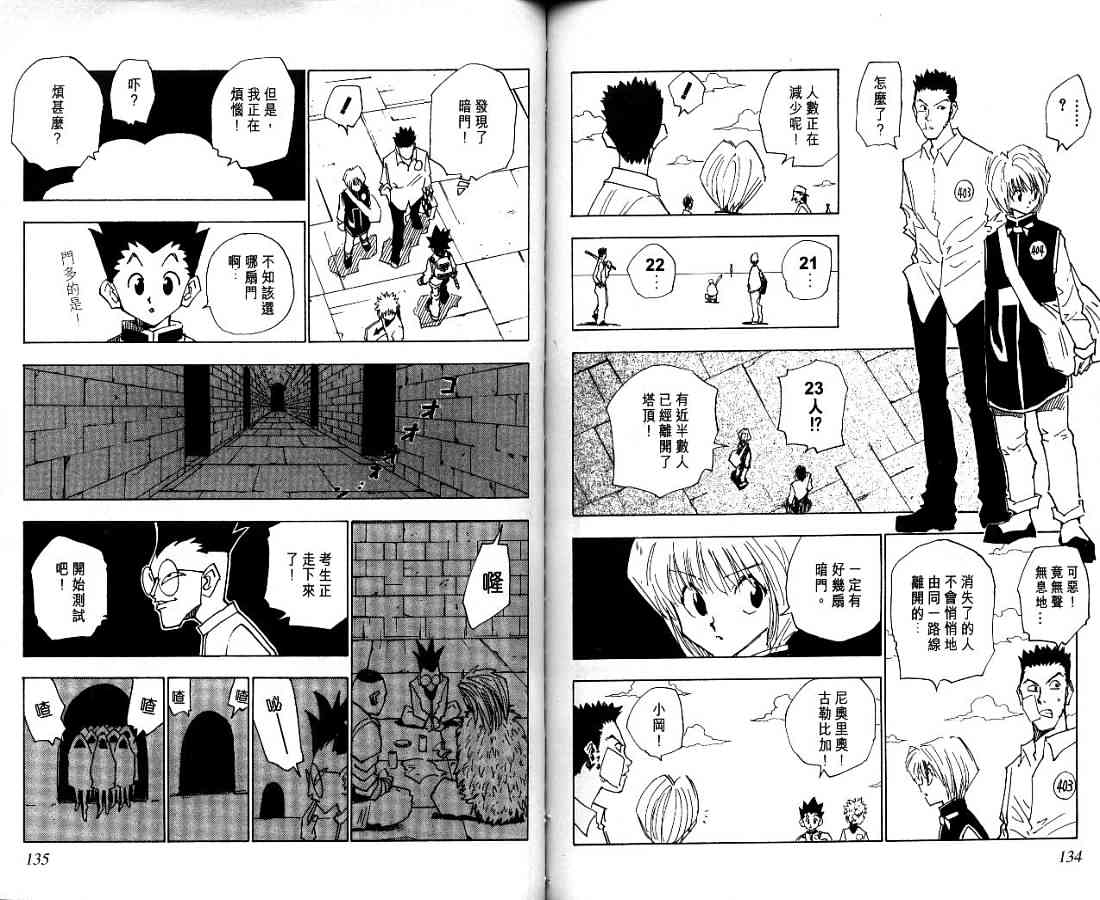 ?……
怎麼了？
403
404
人數正在
減少呢！
！
21…
22…
23
人!?
有近半數人
已經離開了
塔頂！
可惡！
竟無聲
無息地…
消失了的人
不會悄悄地
由同一路線
離開的…
403
一定有
好幾扇
暗門。
尼奧里奧！
古勒比加！
小岡！
134
發現了
暗門！
！
但是，
我正在
煩惱！
吓？
煩甚麼？
不知該選
哪扇門
啊…
門多的是！
コオオ
喔
考生正
走下來
了！
開始測試
吧！
喳
喳
喳
喳
135